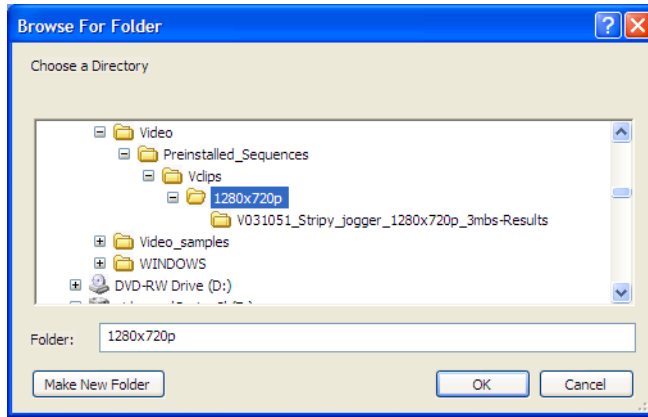 Browse For Folder
Choose a Directory
Video
Preinstalled_Sequences
Vclips
1280x720p
V031051_Stripy_jogger_1280x720p_3mbs-Results
Video_samples
WINDOWS
DVD-RW Drive (D:)
Folder: 1280x720p
Make New Folder OK Cancel